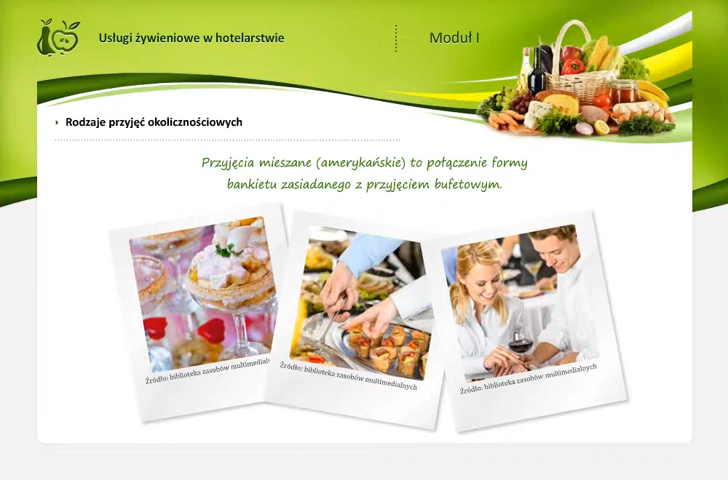 Usługi żywieniowe w hotelarstwie
Moduł I
Rodzaje przyjęć okolicznościowych
Przyjęcia mieszane (amerykańskie) to połączenie formy
bankietu zasiadanego z przyjęciem bufetowym.
Źródło: biblioteka zasobów multimedialn
Źródło: biblioteka zasobów multimedialnych
Źródło: biblioteka zasobów multimedialnych